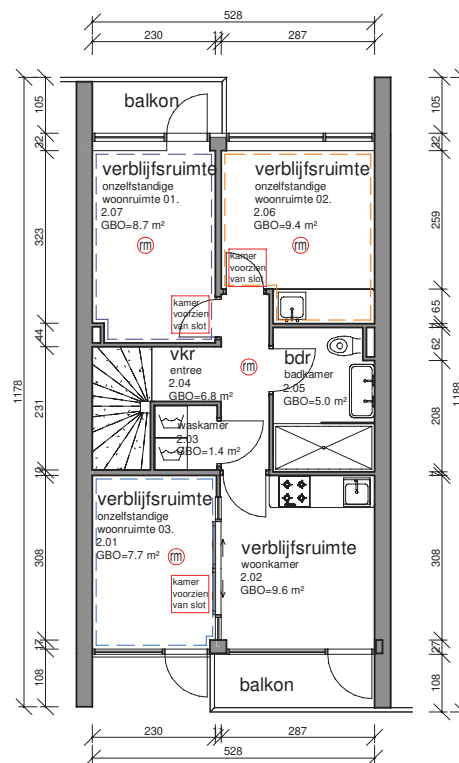 528
230
11
287
balkon
105
22
323
44
231
10
308
17
108
1178
105
22
259
65
15
62
208
308
27
108
1188
verblijfsruimte
onzelfstandige
woonruimte 01.
2.07
GBO=8.7 m²
rm
verblijfsruimte
onzelfstandige
woonruimte 02.
2.06
GBO=9.4 m²
rm
kamer
voorzien
van slot
kamer
voorzien
van slot
vkr
entree
2.04
GBO=6.8 m²
rm
bdr
badkamer
2.05
GBO=5.0 m²
waskamer
2.03
GBO=1.4 m²
verblijfsruimte
onzelfstandige
woonruimte 03.
2.01
GBO=7.7 m²
rm
kamer
voorzien
van slot
verblijfsruimte
woonkamer
2.02
GBO=9.6 m²
balkon
230
287
528